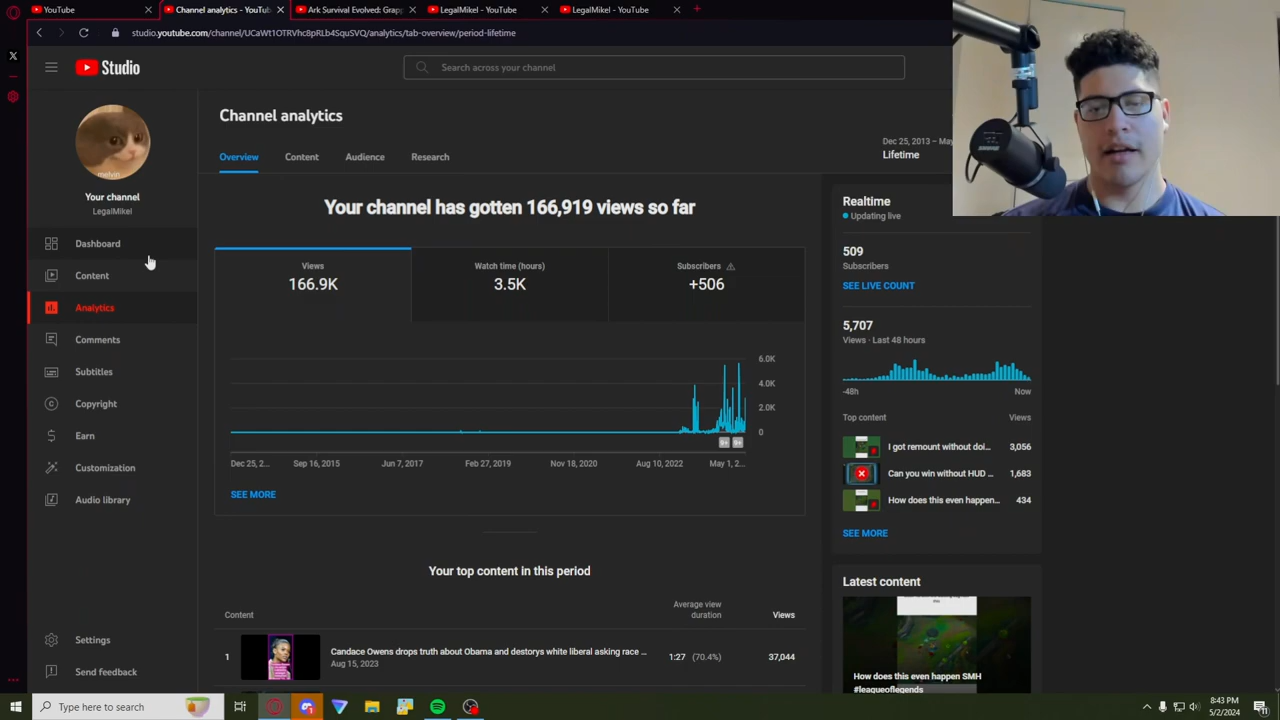 YouTube
Channel analytics - YouTub
Ark Survival Evolved: Grapp
LegalMikel - YouTube
LegalMikel - YouTube
studio.youtube.com/channel/UCaWt1OTRVhc8pRLb4SquSVQ/analytics/tab-overview/period-lifetime
Studio
Search across your channel
melvin
Your channel
LegalMikel
Dashboard
Content
Analytics
Comments
Subtitles
Copyright
Earn
Customization
Audio library
Settings
Send feedback
Channel analytics
Overview
Content
Audience
Research
Dec 25, 2013 – May
Lifetime
Your channel has gotten 166,919 views so far
Views
166.9K
Watch time (hours)
3.5K
Subscribers
+506
6.0K
4.0K
2.0K
0
9+ 9+
Dec 25, 2...
Sep 16, 2015
Jun 7, 2017
Feb 27, 2019
Nov 18, 2020
Aug 10, 2022
May 1, 2...
SEE MORE
Your top content in this period
Content
Average view
duration
Views
1
Candace Owens drops truth about Obama and destorys white liberal asking race ...
Aug 15, 2023
1:27 (70.4%)
37,044
Realtime
Updating live
509
Subscribers
SEE LIVE COUNT
5,707
Views · Last 48 hours
-48h
Now
Top content
Views
I got remount without doi...
3,056
Can you win without HUD ...
1,683
How does this even happen...
434
SEE MORE
Latest content
How does this even happen SMH
#leagueoflegends
Type here to search
8:43 PM
5/2/2024